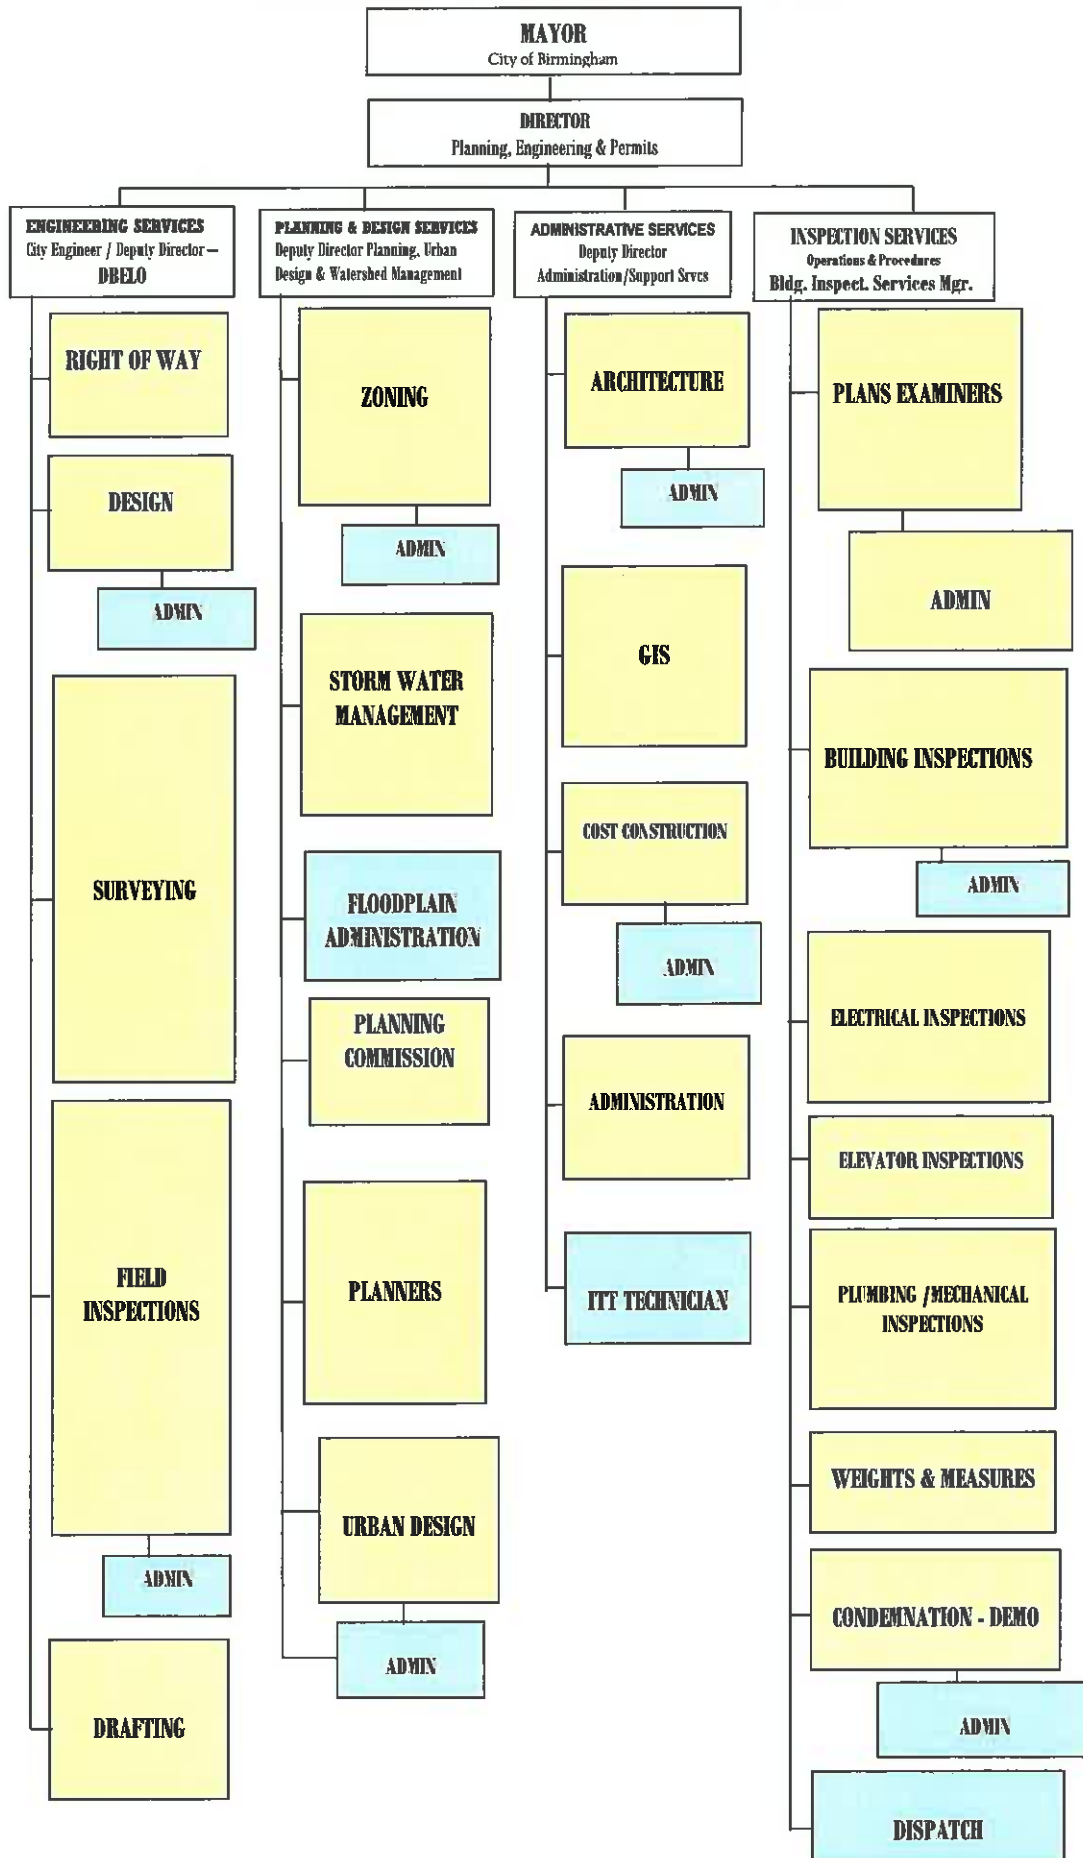 MAYOR
City of Birmingham
DIRECTOR
Planning, Engineering & Permits
ENGINEERING SERVICES
City Engineer / Deputy Director –
DBELO
RIGHT OF WAY
DESIGN
ADMIN
SURVEYING
FIELD
INSPECTIONS
ADMIN
DRAFTING
PLANNING & DESIGN SERVICES
Deputy Director Planning, Urban
Design & Watershed Management
ZONING
ADMIN
STORM WATER
MANAGEMENT
FLOODPLAIN
ADMINISTRATION
PLANNING
COMMISSION
PLANNERS
URBAN DESIGN
ADMIN
ADMINISTRATIVE SERVICES
Deputy Director
Administration/Support Srvcs
ARCHITECTURE
ADMIN
GIS
COST CONSTRUCTION
ADMIN
ADMINISTRATION
ITT TECHNICIAN
INSPECTION SERVICES
Operations & Procedures
Bldg. Inspect. Services Mgr.
PLANS EXAMINERS
ADMIN
BUILDING INSPECTIONS
ADMIN
ELECTRICAL INSPECTIONS
ELEVATOR INSPECTIONS
PLUMBING /MECHANICAL
INSPECTIONS
WEIGHTS & MEASURES
CONDEMNATION - DEMO
ADMIN
DISPATCH